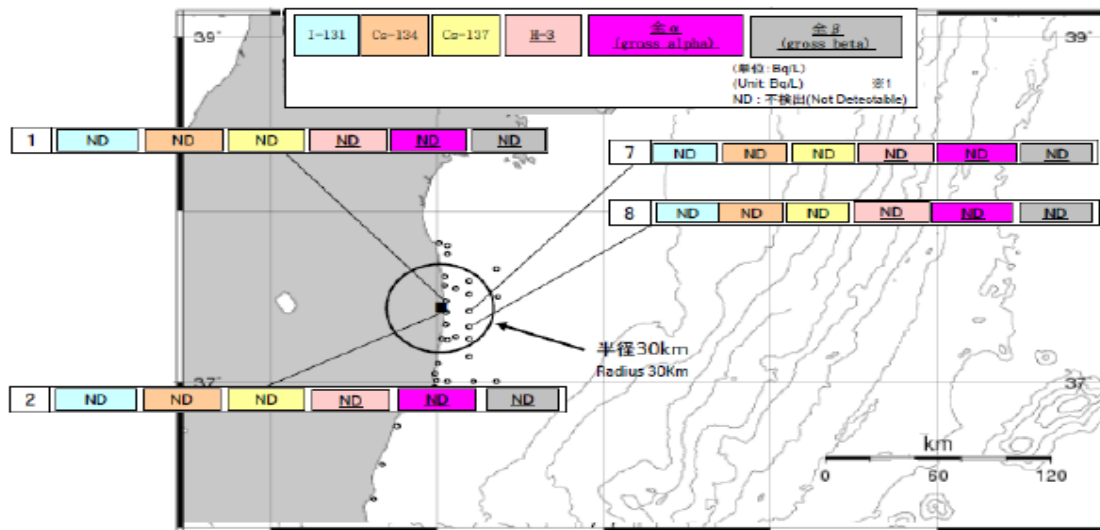 39°
I-131 Cs-134 Cs-137 H-3 全α (gross alpha) 全β (gross beta)
39°
(単位: Bq/L)
(Unit: Bq/L) ※1
ND : 不検出(Not Detectable)
1 ND ND ND ND ND ND
7 ND ND ND ND ND ND
8 ND ND ND ND ND ND
半径30km
Radius 30Km
37°
37°
2 ND ND ND ND ND ND
km
0 60 120